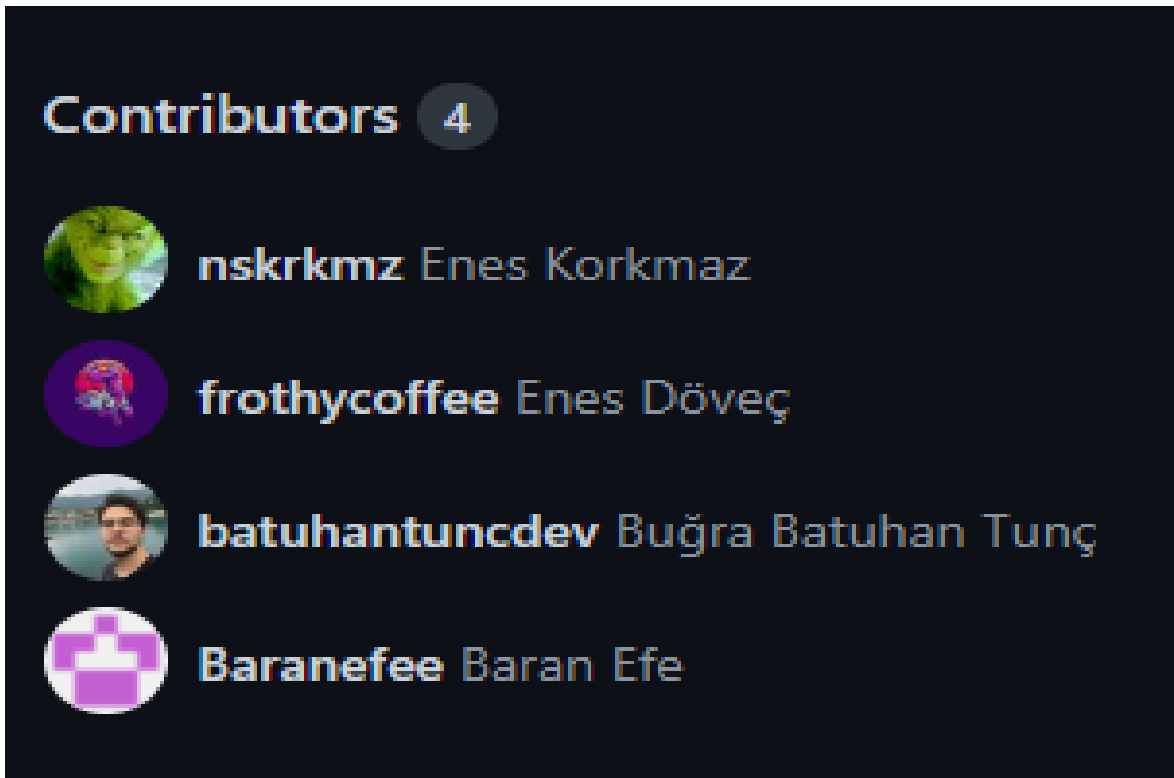 Contributors 4
nskrkmz Enes Korkmaz
frothycoffee Enes Döveç
batuhantuncdev Buğra Batuhan Tunç
Baranefee Baran Efe